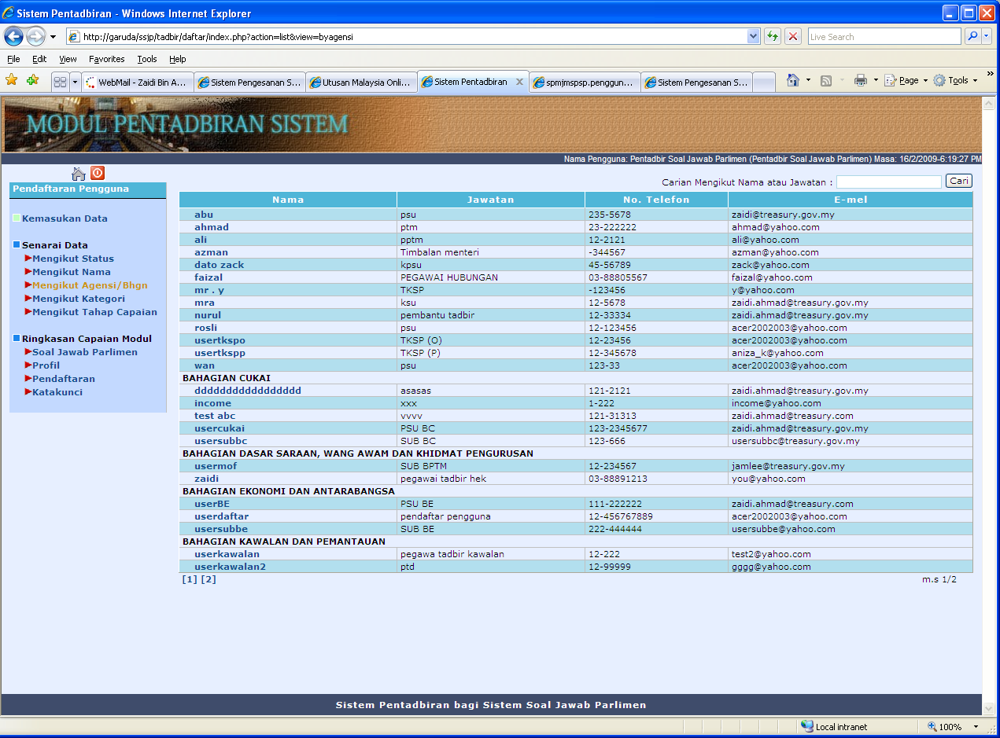 Sistem Pentadbiran - Windows Internet Explorer
http://garuda/ssjp/tadbir/daftar/index.php?action=list&view=byagensi
Live Search
File Edit View Favorites Tools Help
WebMail - Zaidi Bin A... Sistem Pengesanan S... Utusan Malaysia Onli... Sistem Pentadbiran X spmjmspsp.penggun... Sistem Pengesanan S... Page Tools »
MODUL PENTADBIRAN SISTEM
Nama Pengguna: Pentadbir Soal Jawab Parlimen (Pentadbir Soal Jawab Parlimen) Masa: 16/2/2009-6:19:27 PM
Carian Mengikut Nama atau Jawatan : Cari
Pendaftaran Pengguna
Kemasukan Data
Senarai Data
Mengikut Status
Mengikut Nama
Mengikut Agensi/Bhgn
Mengikut Kategori
Mengikut Tahap Capaian
Ringkasan Capaian Modul
Soal Jawab Parlimen
Profil
Pendaftaran
Katakunci
Nama Jawatan No. Telefon E-mel
abu psu 235-5678 zaidi@treasury.gov.my
ahmad ptm 23-222222 ahmad@yahoo.com
ali pptm 12-2121 ali@yahoo.com
azman Timbalan menteri -344567 azman@yahoo.com
dato zack kpsu 45-56789 zack@yahoo.com
faizal PEGAWAI HUBUNGAN 03-88805567 faizal@yahoo.com
mr . y TKSP -123456 y@yahoo.com
mra ksu 12-5678 zaidi.ahmad@treasury.gov.my
nurul pembantu tadbir 12-33334 zaidi.ahmad@treasury.gov.my
rosli psu 12-123456 acer2002003@yahoo.com
usertkspo TKSP (O) 12-23456 acer2002003@yahoo.com
usertkspp TKSP (P) 12-345678 aniza_k@yahoo.com
wan psu 123-33 acer2002003@yahoo.com
BAHAGIAN CUKAI
ddddddddddddddddd asasas 121-2121 zaidi.ahmad@treasury.gov.my
income xxx 1-222 income@yahoo.com
test abc vvvv 121-31313 zaidi.ahmad@treasury.com
usercukai PSU BC 123-2345677 zaidi.ahmad@treasury.gov.my
usersubbc SUB BC 123-666 usersubbc@treasury.gov.my
BAHAGIAN DASAR SARAAN, WANG AWAM DAN KHIDMAT PENGURUSAN
usermof SUB BPTM 12-234567 jamlee@treasury.gov.my
zaidi pegawai tadbir hek 03-88891213 you@yahoo.com
BAHAGIAN EKONOMI DAN ANTARABANGSA
userBE PSU BE 111-222222 zaidi.ahmad@treasury.com
userdaftar pendaftar pengguna 12-456767889 acer2002003@yahoo.com
usersubbe SUB BE 222-444444 usersubbe@yahoo.com
BAHAGIAN KAWALAN DAN PEMANTAUAN
userkawalan pegawa tadbir kawalan 12-222 test2@yahoo.com
userkawalan2 ptd 12-99999 gggg@yahoo.com
[1] [2] m.s 1/2
Sistem Pentadbiran bagi Sistem Soal Jawab Parlimen
Local intranet 100%